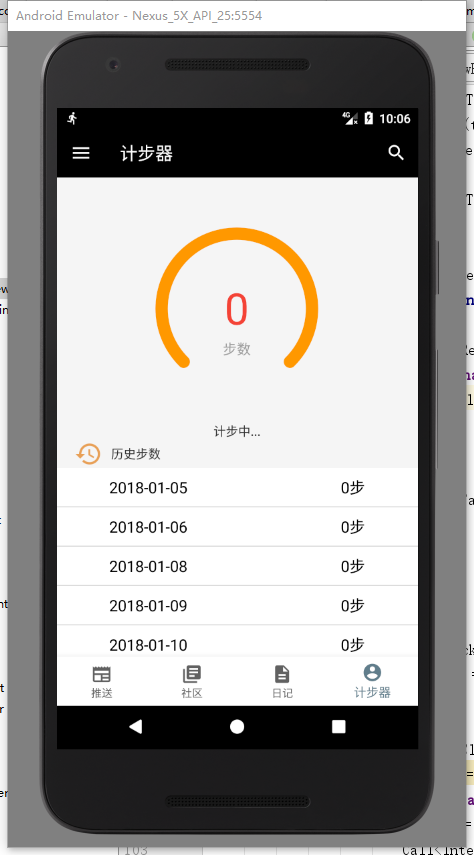 Android Emulator - Nexus_5X_API_25:5554
4G 10:06
计步器
0
步数
计步中...
历史步数
2018-01-05 0步
2018-01-06 0步
2018-01-08 0步
2018-01-09 0步
2018-01-10 0步
推送 社区 日记 计步器
103
Call<Inte